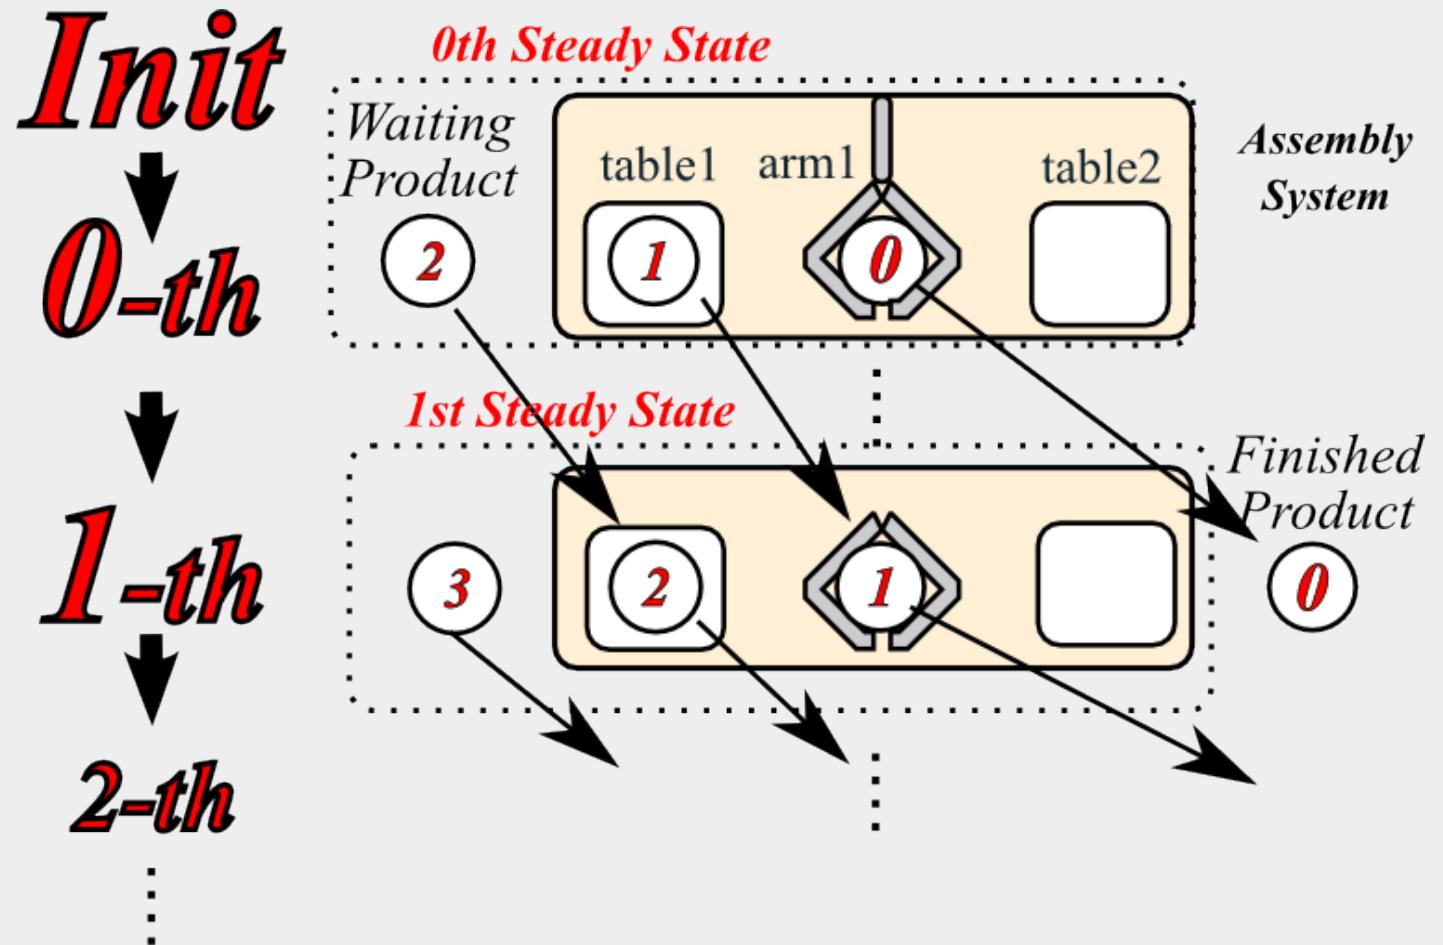 Init
0th Steady State
Waiting
Product
table1
arm1
table2
Assembly
System
0-th
2
1
0
1st Steady State
Finished
Product
1-th
3
2
1
0
2-th